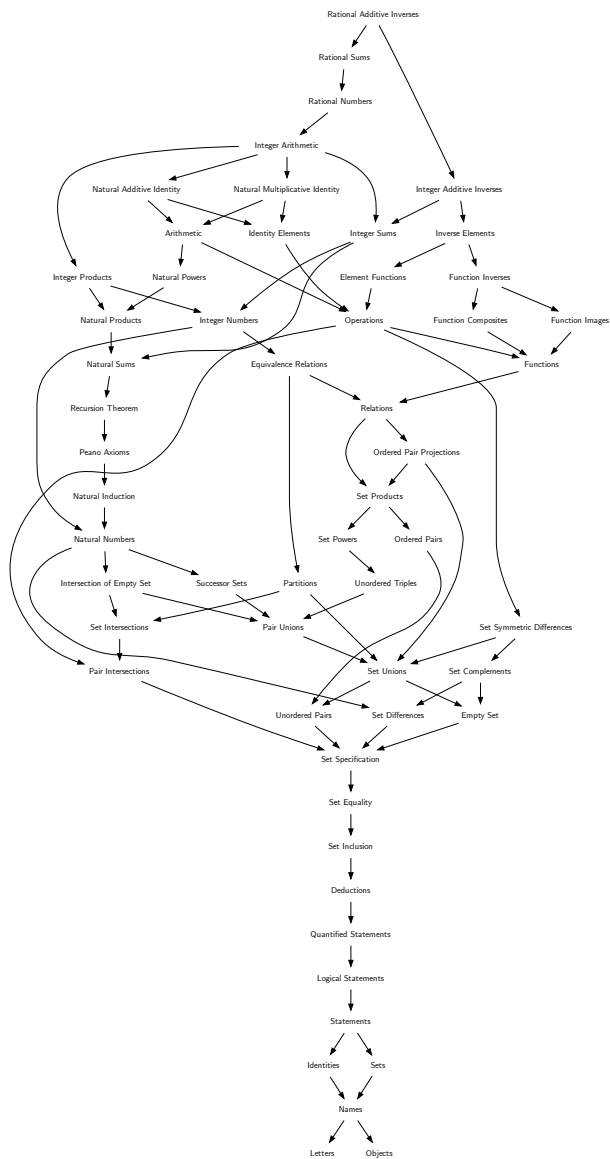 Rational Additive Inverses
Rational Sums
Rational Numbers
Integer Arithmetic
Natural Additive Identity Natural Multiplicative Identity Integer Additive Inverses
Arithmetic Identity Elements Integer Sums Inverse Elements
Integer Products Natural Powers Element Functions Function Inverses
Natural Products Integer Numbers Operations Function Composites Function Images
Natural Sums Equivalence Relations Functions
Recursion Theorem Relations
Peano Axioms Ordered Pair Projections
Natural Induction Set Products
Natural Numbers Set Powers Ordered Pairs
Intersection of Empty Set Successor Sets Partitions Unordered Triples
Set Intersections Pair Unions Set Symmetric Differences
Pair Intersections Set Unions Set Complements
Unordered Pairs Set Differences Empty Set
Set Specification
Set Equality
Set Inclusion
Deductions
Quantified Statements
Logical Statements
Statements
Identities Sets
Names
Letters Objects